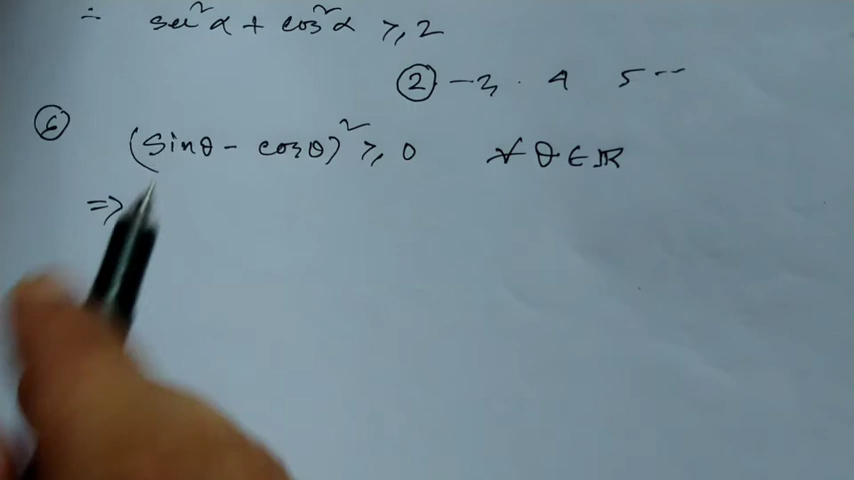 ∴ sec²α + cos²α ≥ 2
② - 3 . 4 5 ---
⑥ (sinθ - cosθ)² ≥ 0 ∀ θ ∈ ℝ
⇒